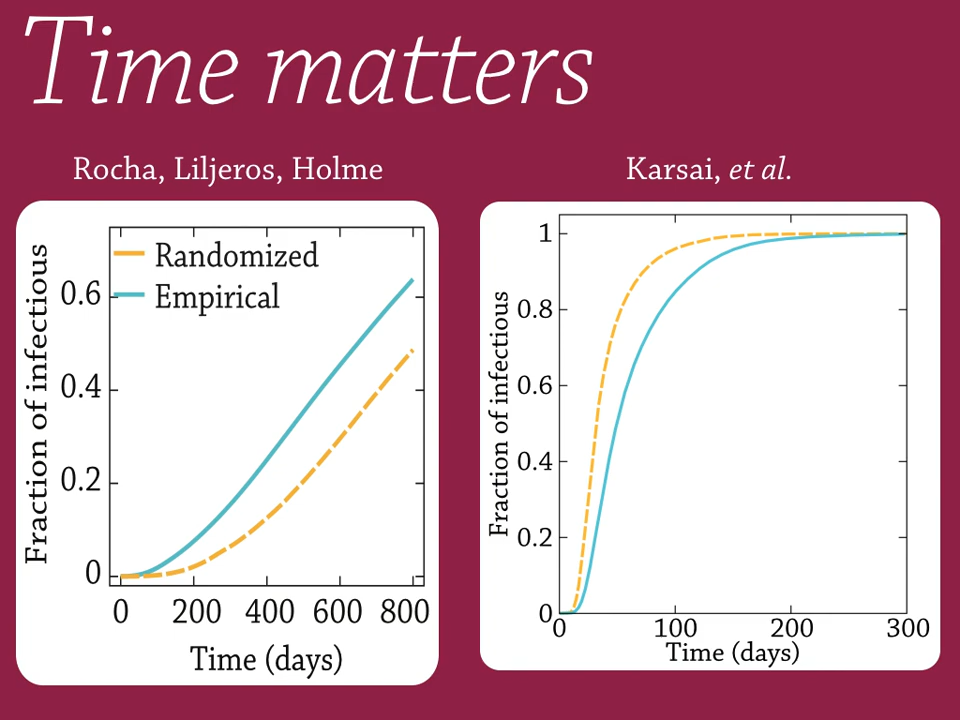 Time matters
Rocha, Liljeros, Holme
Karsai, et al.
Randomized
Empirical
Fraction of infectious
0.6
0.4
0.2
0
0 200 400 600 800
Time (days)
Fraction of infectious
1
0.8
0.6
0.4
0.2
0
0 100 200 300
Time (days)